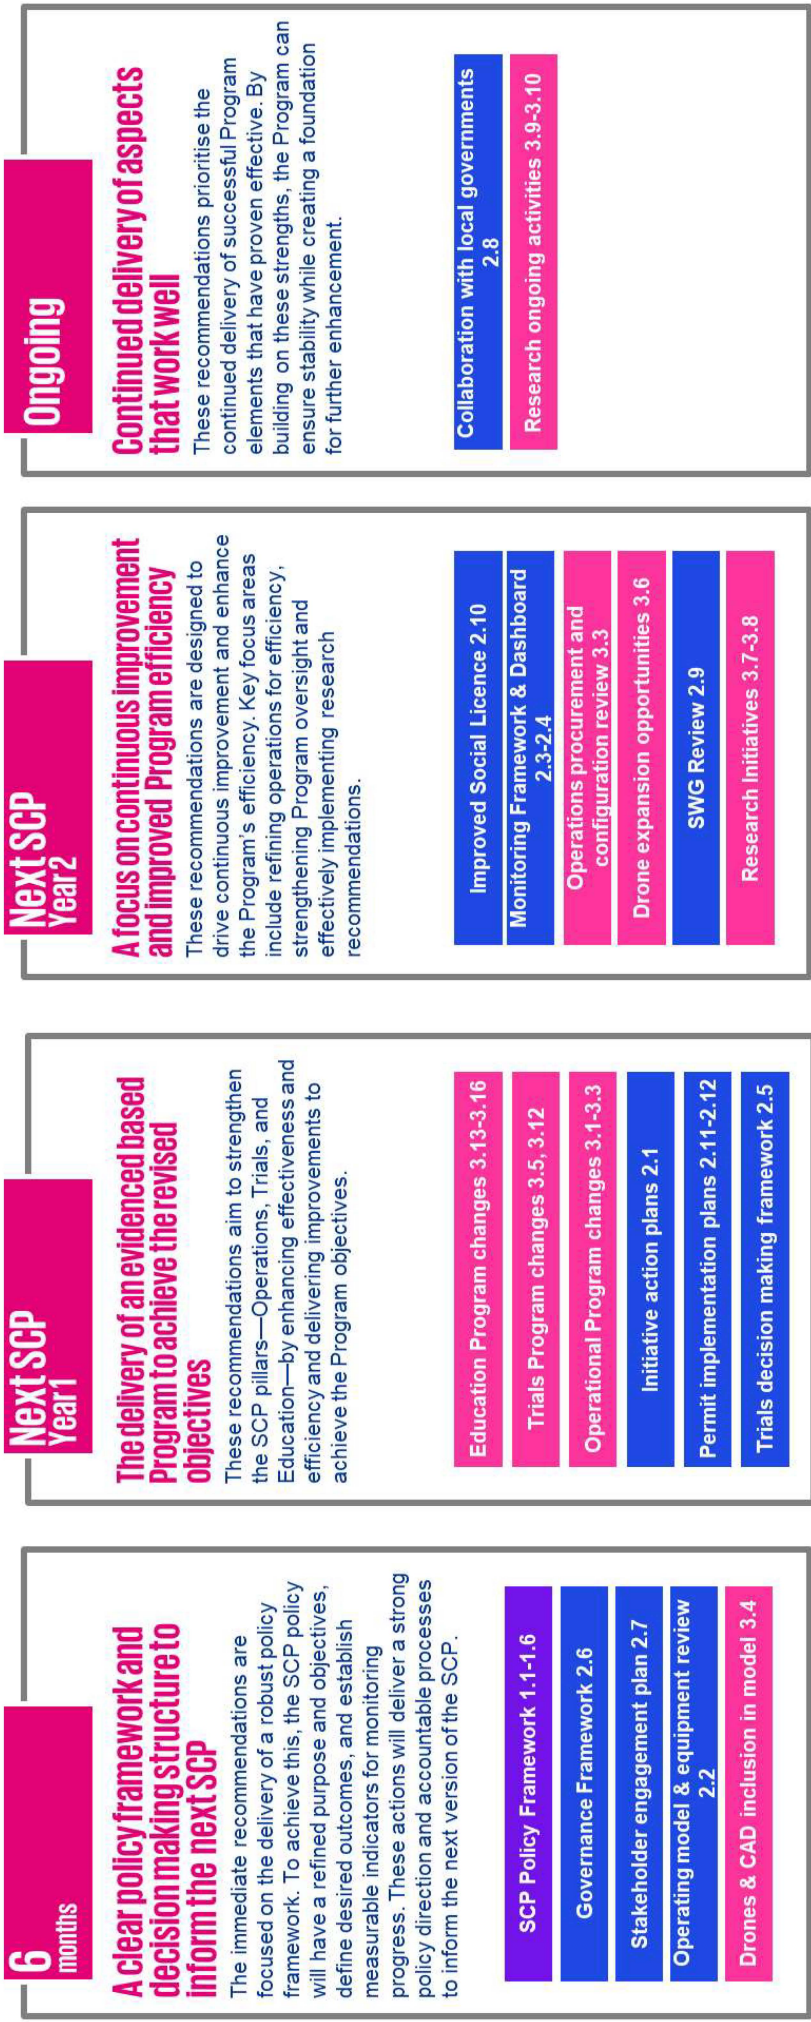 6
months
A clear policy framework and
decision making structure to
inform the next SCP
The immediate recommendations are
focused on the delivery of a robust policy
framework. To achieve this, the SCP policy
will have a refined purpose and objectives,
define desired outcomes, and establish
measurable indicators for monitoring
progress. These actions will deliver a strong
policy direction and accountable processes
to inform the next version of the SCP.
SCP Policy Framework 1.1-1.6
Governance Framework 2.6
Stakeholder engagement plan 2.7
Operating model & equipment review
2.2
Drones & CAD inclusion in model 3.4
Next SCP
Year 1
The delivery of an evidenced based
Program to achieve the revised
objectives
These recommendations aim to strengthen
the SCP pillars—Operations, Trials, and
Education—by enhancing effectiveness and
efficiency and delivering improvements to
achieve the Program objectives.
Education Program changes 3.13-3.16
Trials Program changes 3.5, 3.12
Operational Program changes 3.1-3.3
Initiative action plans 2.1
Permit implementation plans 2.11-2.12
Trials decision making framework 2.5
Next SCP
Year 2
A focus on continuous improvement
and improved Program efficiency
These recommendations are designed to
drive continuous improvement and enhance
the Program's efficiency. Key focus areas
include refining operations for efficiency,
strengthening Program oversight and
effectively implementing research
recommendations.
Improved Social Licence 2.10
Monitoring Framework & Dashboard
2.3-2.4
Operations procurement and
configuration review 3.3
Drone expansion opportunities 3.6
SWG Review 2.9
Research Initiatives 3.7-3.8
Ongoing
Continued delivery of aspects
that work well
These recommendations prioritise the
continued delivery of successful Program
elements that have proven effective. By
building on these strengths, the Program can
ensure stability while creating a foundation
for further enhancement.
Collaboration with local governments
2.8
Research ongoing activities 3.9-3.10